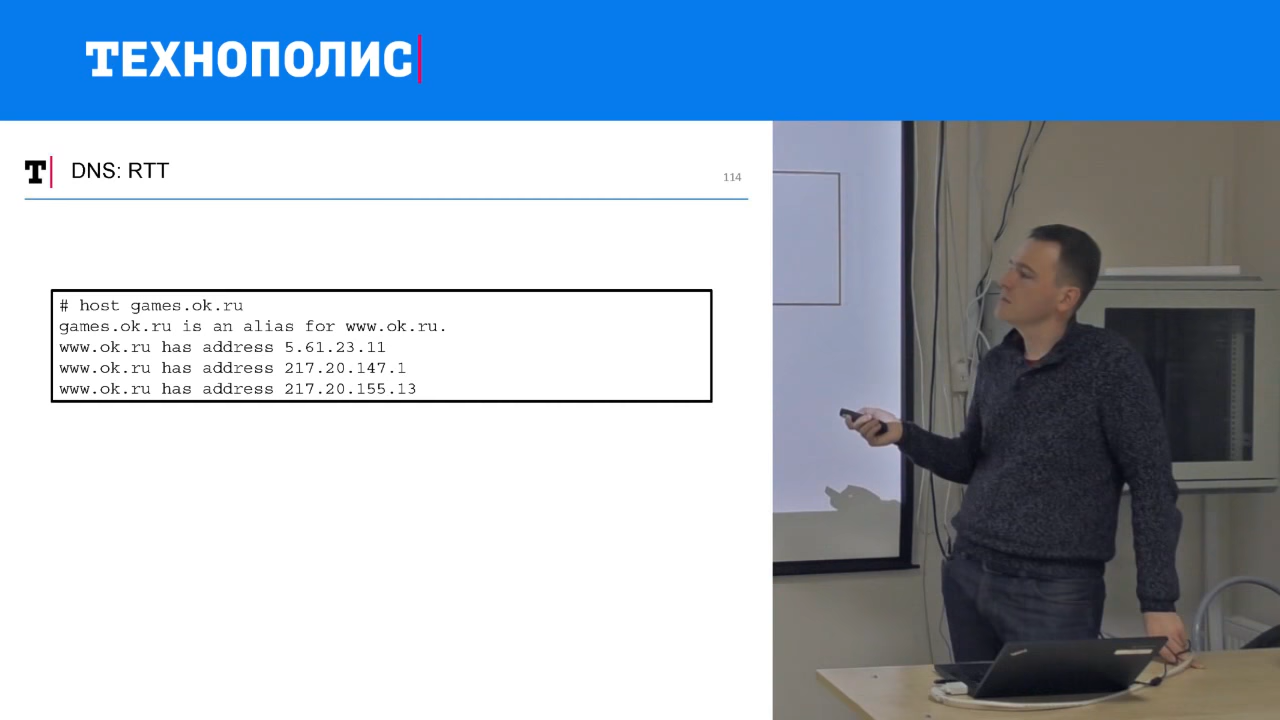 ТЕХНОПОЛИС
T
DNS: RTT
114
# host games.ok.ru
games.ok.ru is an alias for www.ok.ru.
www.ok.ru has address 5.61.23.11
www.ok.ru has address 217.20.147.1
www.ok.ru has address 217.20.155.13